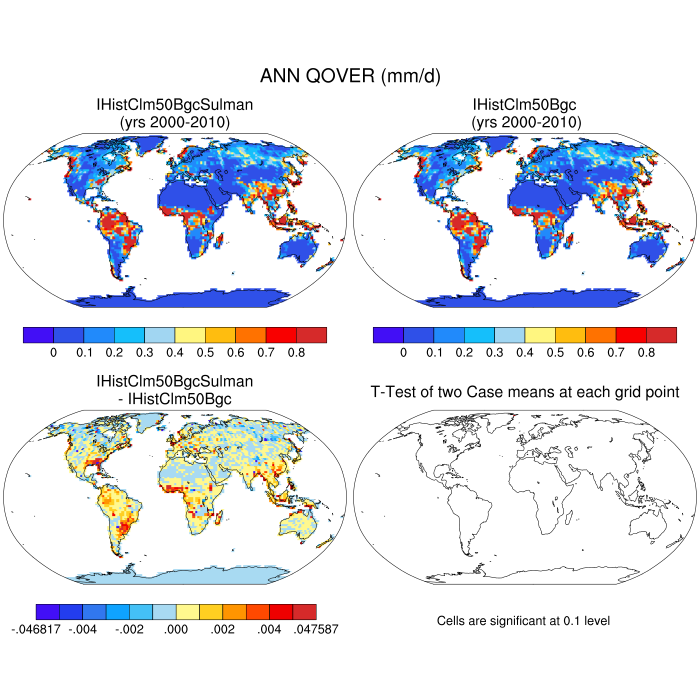 ANN QOVER (mm/d)
IHistClm50BgcSulman
(yrs 2000-2010)
IHistClm50Bgc
(yrs 2000-2010)
0 0.1 0.2 0.3 0.4 0.5 0.6 0.7 0.8
0 0.1 0.2 0.3 0.4 0.5 0.6 0.7 0.8
IHistClm50BgcSulman
- IHistClm50Bgc
T-Test of two Case means at each grid point
-.046817 -.004 -.002 .000 .002 .004 .047587
Cells are significant at 0.1 level